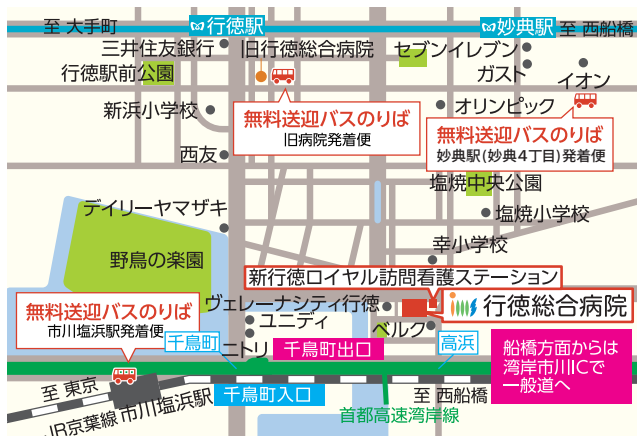 至 大手町
行徳駅
妙典駅
至 西船橋
三井住友銀行
旧行徳総合病院
セブンイレブン
行徳駅前公園
ガスト
イオン
新浜小学校
オリンピック
無料送迎バスのりば
旧病院発着便
無料送迎バスのりば
妙典駅(妙典4丁目)発着便
西友
塩焼中央公園
デイリーヤマザキ
塩焼小学校
幸小学校
野鳥の楽園
新行徳ロイヤル訪問看護ステーション
無料送迎バスのりば
市川塩浜駅発着便
ヴェレーナシティ行徳
行徳総合病院
ユニディ
ベルク
千鳥町
ニトリ
千鳥町出口
高浜
船橋方面からは
湾岸市川ICで
一般道へ
至 東京
市川塩浜駅
千鳥町入口
至 西船橋
首都高速湾岸線
JR京葉線